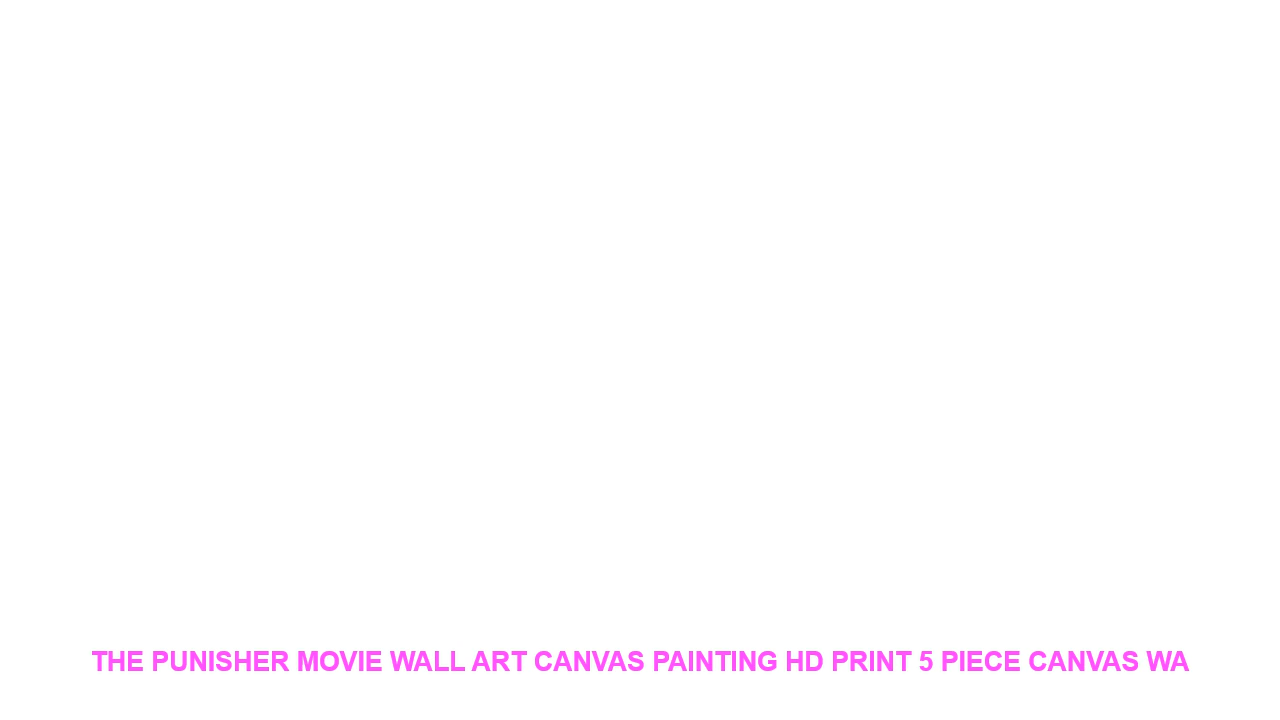 THE PUNISHER MOVIE WALL ART CANVAS PAINTING HD PRINT 5 PIECE CANVAS WA